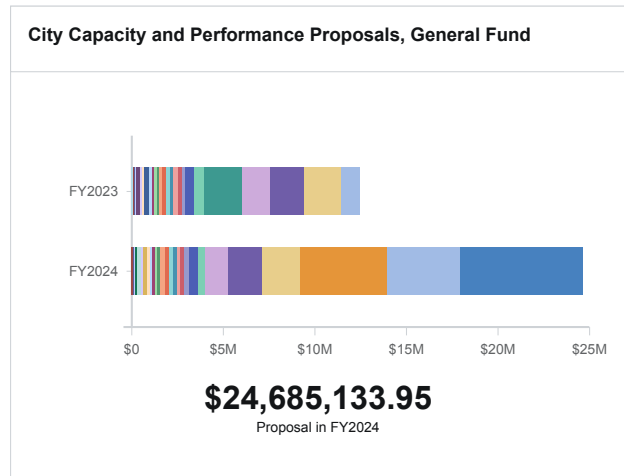 City Capacity and Performance Proposals, General Fund
FY2023
FY2024
$0 $5M $10M $15M $20M $25M
$24,685,133.95
Proposal in FY2024